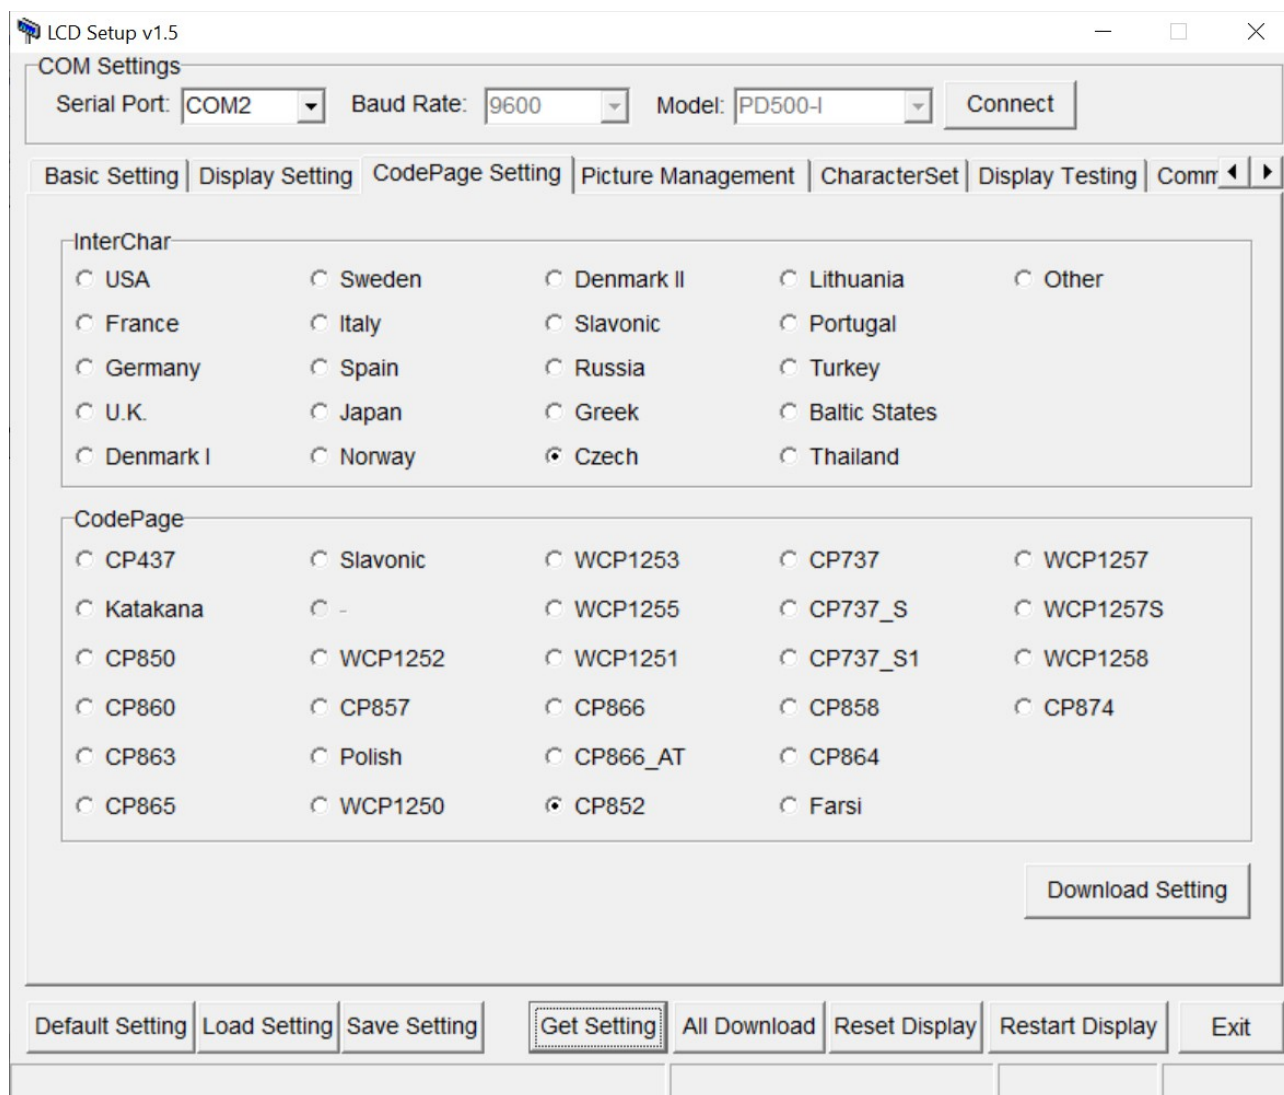 LCD Setup v1.5
COM Settings
Serial Port: COM2 Baud Rate: 9600 Model: PD500-I Connect
Basic Setting Display Setting CodePage Setting Picture Management CharacterSet Display Testing Comm
InterChar
USA Sweden Denmark II Lithuania Other
France Italy Slavonic Portugal
Germany Spain Russia Turkey
U.K. Japan Greek Baltic States
Denmark I Norway Czech Thailand
CodePage
CP437 Slavonic WCP1253 CP737 WCP1257
Katakana - WCP1255 CP737_S WCP1257S
CP850 WCP1252 WCP1251 CP737_S1 WCP1258
CP860 CP857 CP866 CP858 CP874
CP863 Polish CP866_AT CP864
CP865 WCP1250 CP852 Farsi
Download Setting
Default Setting Load Setting Save Setting Get Setting All Download Reset Display Restart Display Exit